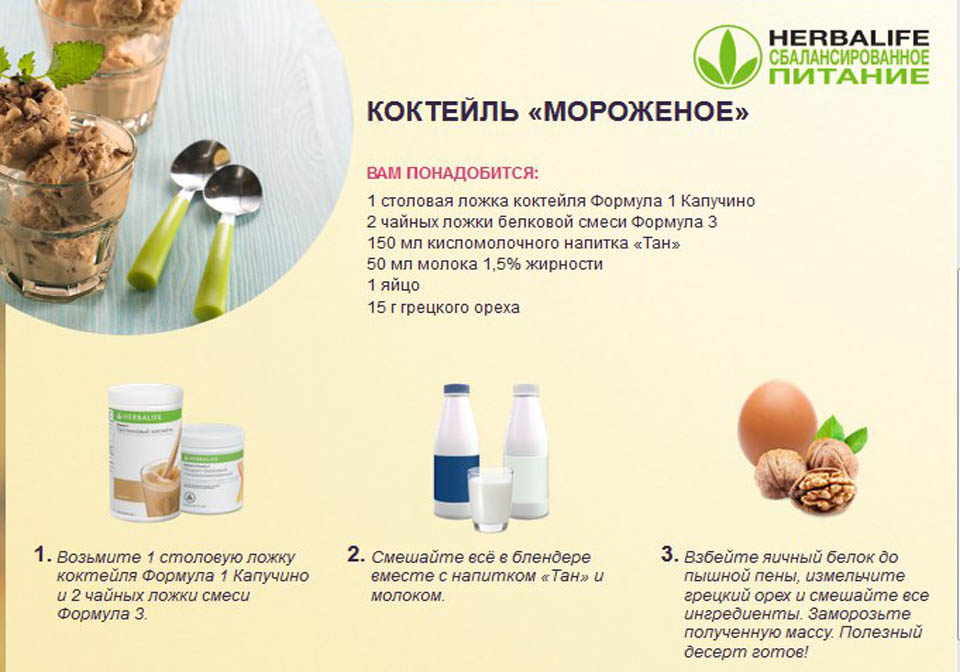 HERBALIFE
СБАЛАНСИРОВАННОЕ
ПИТАНИЕ
КОКТЕЙЛЬ «МОРОЖЕНОЕ»
ВАМ ПОНАДОБИТСЯ:
1 столовая ложка коктейля Формула 1 Капучино
2 чайных ложки белковой смеси Формула 3
150 мл кисломолочного напитка «Тан»
50 мл молока 1,5% жирности
1 яйцо
15 г грецкого ореха
HERBALIFE
HERBALIFE
1. Возьмите 1 столовую ложку
коктейля Формула 1 Капучино
и 2 чайных ложки смеси
Формула 3.
2. Смешайте всё в блендере
вместе с напитком «Тан» и
молоком.
3. Взбейте яичный белок до
пышной пены, измельчите
грецкий орех и смешайте все
ингредиенты. Заморозьте
полученную массу. Полезный
десерт готов!